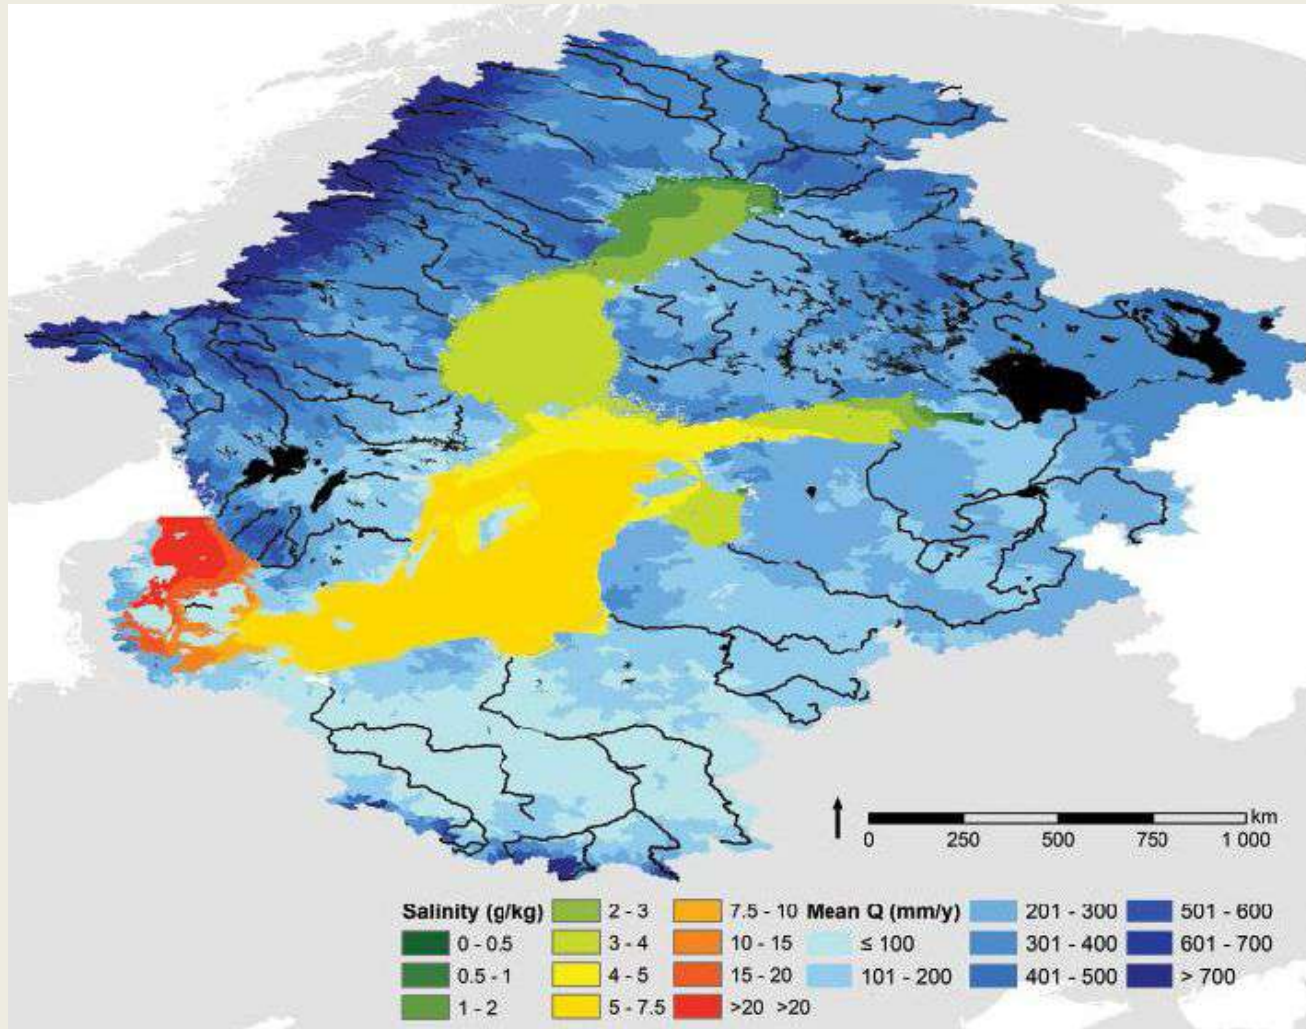 km
0 250 500 750 1 000
Salinity (g/kg)
0 - 0.5
0.5 - 1
1 - 2
2 - 3
3 - 4
4 - 5
5 - 7.5
7.5 - 10
10 - 15
15 - 20
>20 >20
Mean Q (mm/y)
≤ 100
101 - 200
201 - 300
301 - 400
401 - 500
501 - 600
601 - 700
> 700